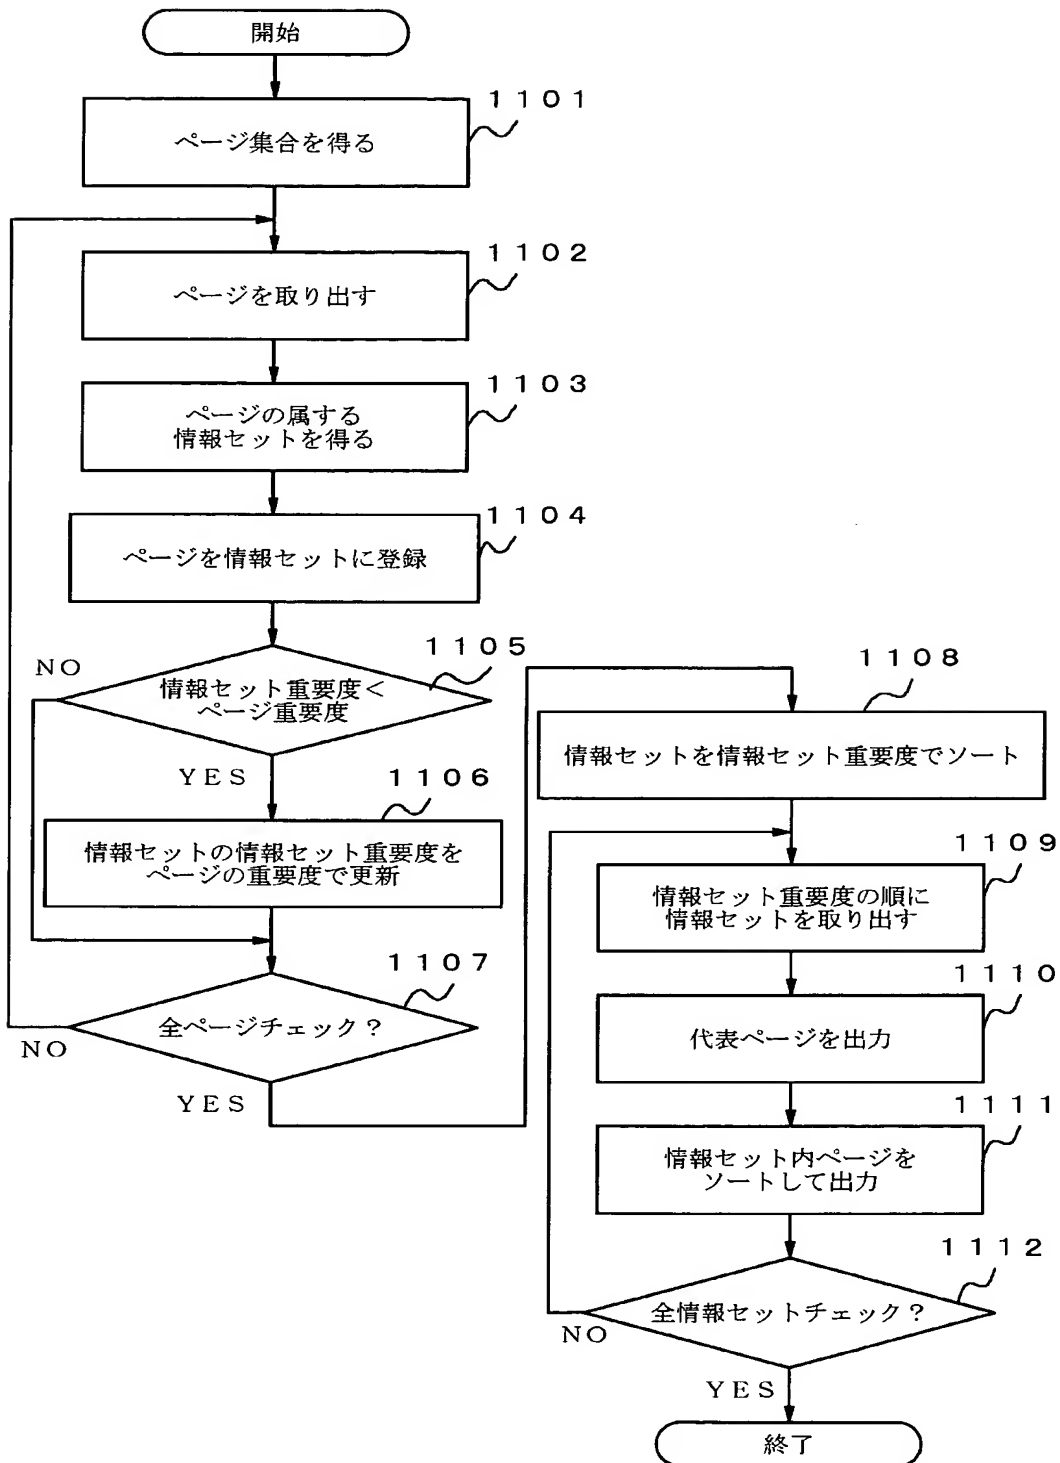 開始
1101
ページ集合を得る
1102
ページを取り出す
1103
ページの属する
情報セットを得る
1104
ページを情報セットに登録
1105
NO
情報セット重要度<
ページ重要度
YES
1106
情報セットの情報セット重要度を
ページの重要度で更新
1107
全ページチェック?
NO
YES
1108
情報セットを情報セット重要度でソート
1109
情報セット重要度の順に
情報セットを取り出す
1110
代表ページを出力
1111
情報セット内ページを
ソートして出力
1112
全情報セットチェック?
NO
YES
終了